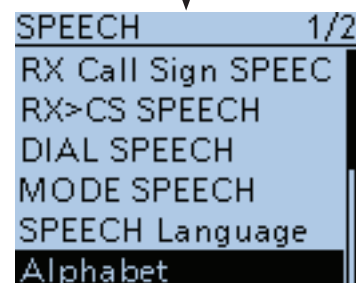 SPEECH 1/2
RX Call Sign SPEEC
RX>CS SPEECH
DIAL SPEECH
MODE SPEECH
SPEECH Language
Alphabet